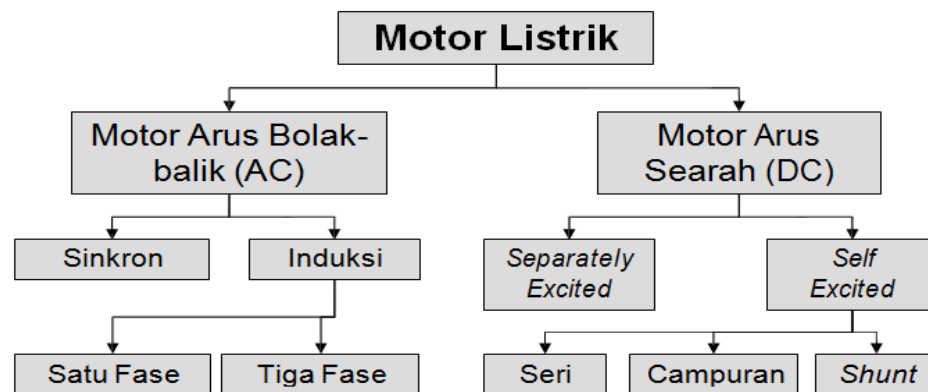 Motor Listrik
Motor Arus Bolak-
balik (AC)
Motor Arus
Searah (DC)
Sinkron
Induksi
Separately
Excited
Self
Excited
Satu Fase
Tiga Fase
Seri
Campuran
Shunt